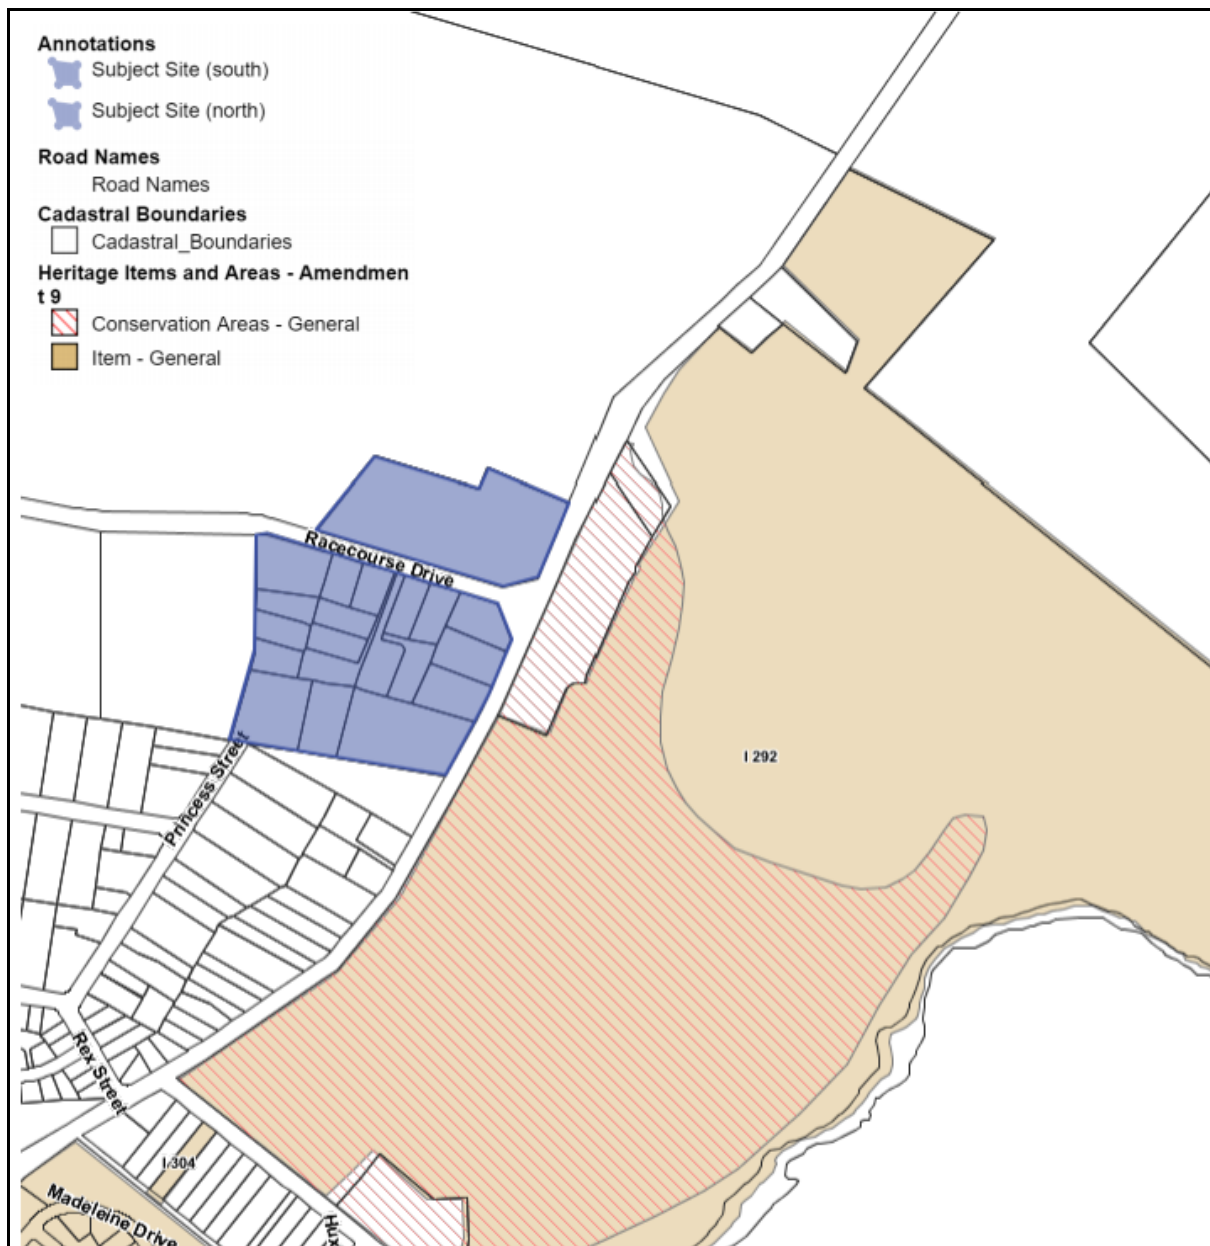 Annotations
Subject Site (south)
Subject Site (north)
Road Names
Road Names
Cadastral Boundaries
Cadastral_Boundaries
Heritage Items and Areas - Amendmen
t 9
Conservation Areas - General
Item - General
Racecourse Drive
Princess Street
I 292
Rex Street
I 304
Madeleine Drive
Hux